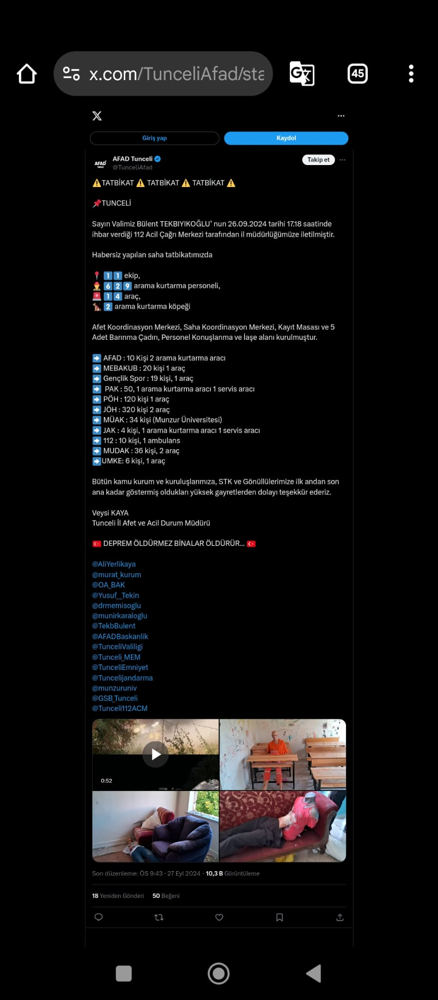 x.com/TunceliAfad/sta
45
Giriş yap
Kaydol
AFAD Tunceli
@TunceliAfad
Takip et
⚠️TATBİKAT ⚠️ TATBİKAT ⚠️ TATBİKAT ⚠️
📌TUNCELİ
Sayın Valimiz Bülent TEKBIYIKOĞLU’ nun 26.09.2024 tarihi 17.18 saatinde
ihbar verdiği 112 Acil Çağrı Merkezi tarafından il müdürlüğümüze iletilmiştir.
Habersiz yapılan saha tatbikatımızda
📍 1️⃣1️⃣ ekip,
🧑‍🚒 6️⃣2️⃣9️⃣ arama kurtarma personeli,
🚨 1️⃣4️⃣ araç,
🐕‍🦺 2️⃣ arama kurtarma köpeği
Afet Koordinasyon Merkezi, Saha Koordinasyon Merkezi, Kayıt Masası ve 5
Adet Barınma Çadırı, Personel Konuşlanma ve İaşe alanı kurulmuştur.
➡️ AFAD : 10 Kişi 2 arama kurtarma aracı
➡️ MEBAKUB : 20 kişi 1 araç
➡️ Gençlik Spor : 19 kişi, 1 araç
➡️ PAK : 50, 1 arama kurtarma aracı 1 servis aracı
➡️ PÖH : 120 kişi 1 araç
➡️ JÖH : 320 kişi 2 araç
➡️ MÜAK : 34 kişi (Munzur Üniversitesi)
➡️ JAK : 4 kişi, 1 arama kurtarma aracı 1 servis aracı
➡️ 112 : 10 kişi, 1 ambulans
➡️ MUDAK : 36 kişi, 2 araç
➡️UMKE: 6 kişi, 1 araç
Bütün kamu kurum ve kuruluşlarımıza, STK ve Gönüllülerimize ilk andan son
ana kadar göstermiş oldukları yüksek gayretlerden dolayı teşekkür ederiz.
Veysi KAYA
Tunceli İl Afet ve Acil Durum Müdürü
🇹🇷 DEPREM ÖLDÜRMEZ BİNALAR ÖLDÜRÜR... 🇹🇷
@AliYerlikaya
@murat_kurum
@OA_BAK
@Yusuf__Tekin
@drmemisoglu
@munirkaraloglu
@TekbBulent
@AFADBaskanlik
@TunceliValiligi
@Tunceli_MEM
@TunceliEmniyet
@Tuncelijandarma
@munzuruniv
@GSB_Tunceli
@Tunceli112ACM
0:52
Son düzenleme: ÖS 9:43 · 27 Eyl 2024 · 10,3 B Görüntüleme
18 Yeniden Gönderi 50 Beğeni